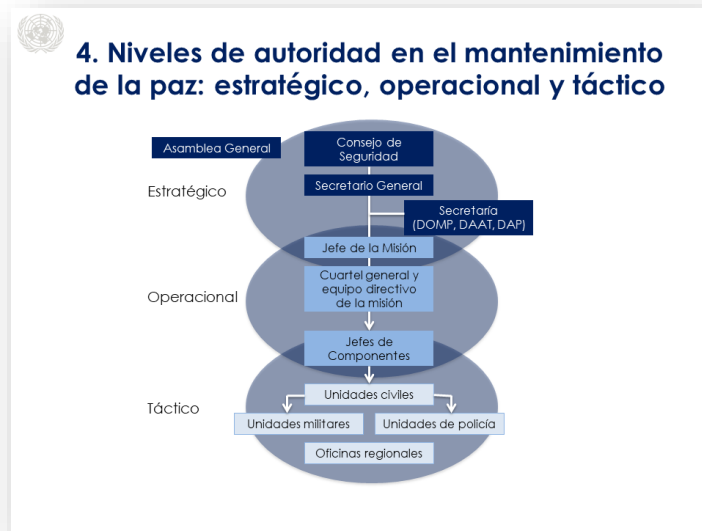 4. Niveles de autoridad en el mantenimiento
de la paz: estratégico, operacional y táctico
Asamblea General
Consejo de
Seguridad
Estratégico
Secretario General
Secretaría
(DOMP, DAAT, DAP)
Jefe de la Misión
Operacional
Cuartel general y
equipo directivo
de la misión
Jefes de
Componentes
Táctico
Unidades civiles
Unidades militares
Unidades de policía
Oficinas regionales